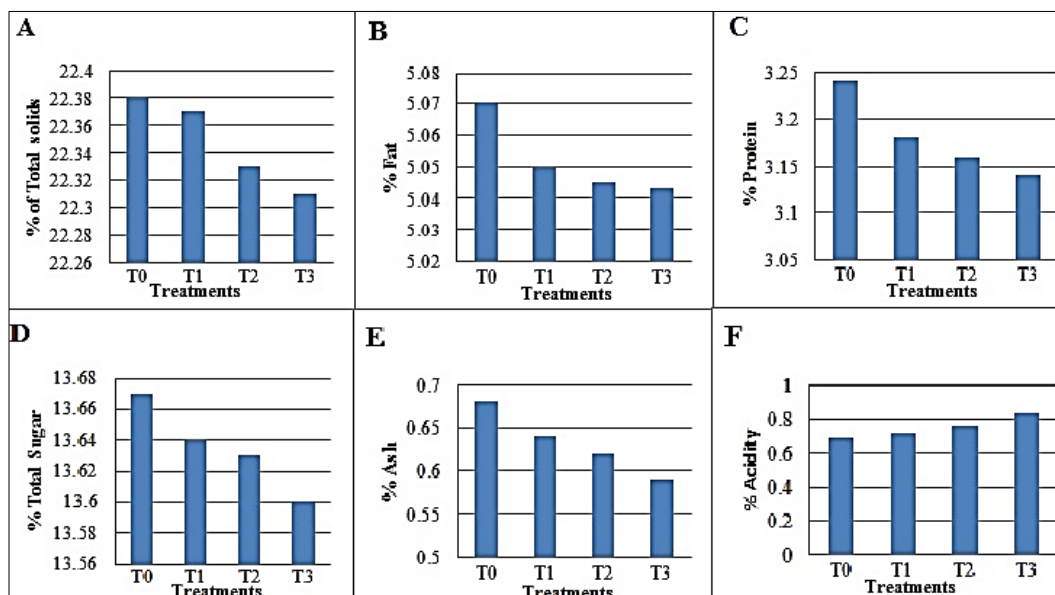 A
% of Total solids
22.4
22.38
22.36
22.34
22.32
22.3
22.28
22.26
T0 T1 T2 T3
Treatments
B
% Fat
5.08
5.07
5.06
5.05
5.04
5.03
5.02
T0 T1 T2 T3
Treatments
C
% Protein
3.25
3.2
3.15
3.1
3.05
T0 T1 T2 T3
Treatments
D
% Total Sugar
13.68
13.66
13.64
13.62
13.6
13.58
13.56
T0 T1 T2 T3
Treatments
E
% Ash
0.7
0.65
0.6
0.55
0.5
T0 T1 T2 T3
Treatments
F
% Acidity
1
0.8
0.6
0.4
0.2
0
T0 T1 T2 T3
Treatments